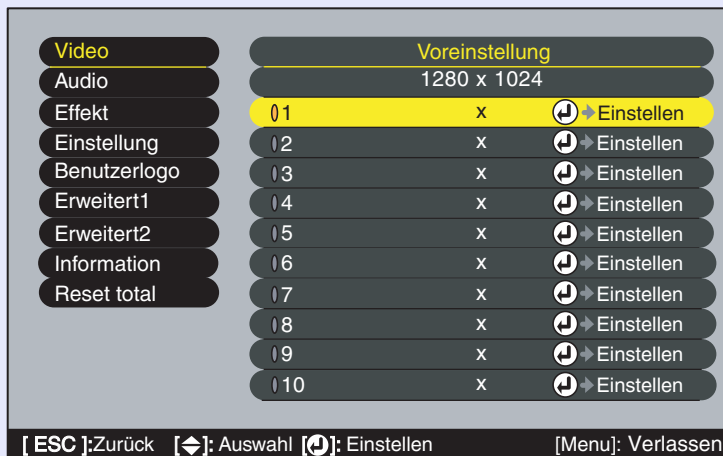 Video
Audio
Effekt
Einstellung
Benutzerlogo
Erweitert1
Erweitert2
Information
Reset total
Voreinstellung
1280 x 1024
1 x Einstellen
2 x Einstellen
3 x Einstellen
4 x Einstellen
5 x Einstellen
6 x Einstellen
7 x Einstellen
8 x Einstellen
9 x Einstellen
10 x Einstellen
[ ESC ]:Zurück [ ]: Auswahl [ ]: Einstellen [Menu]: Verlassen